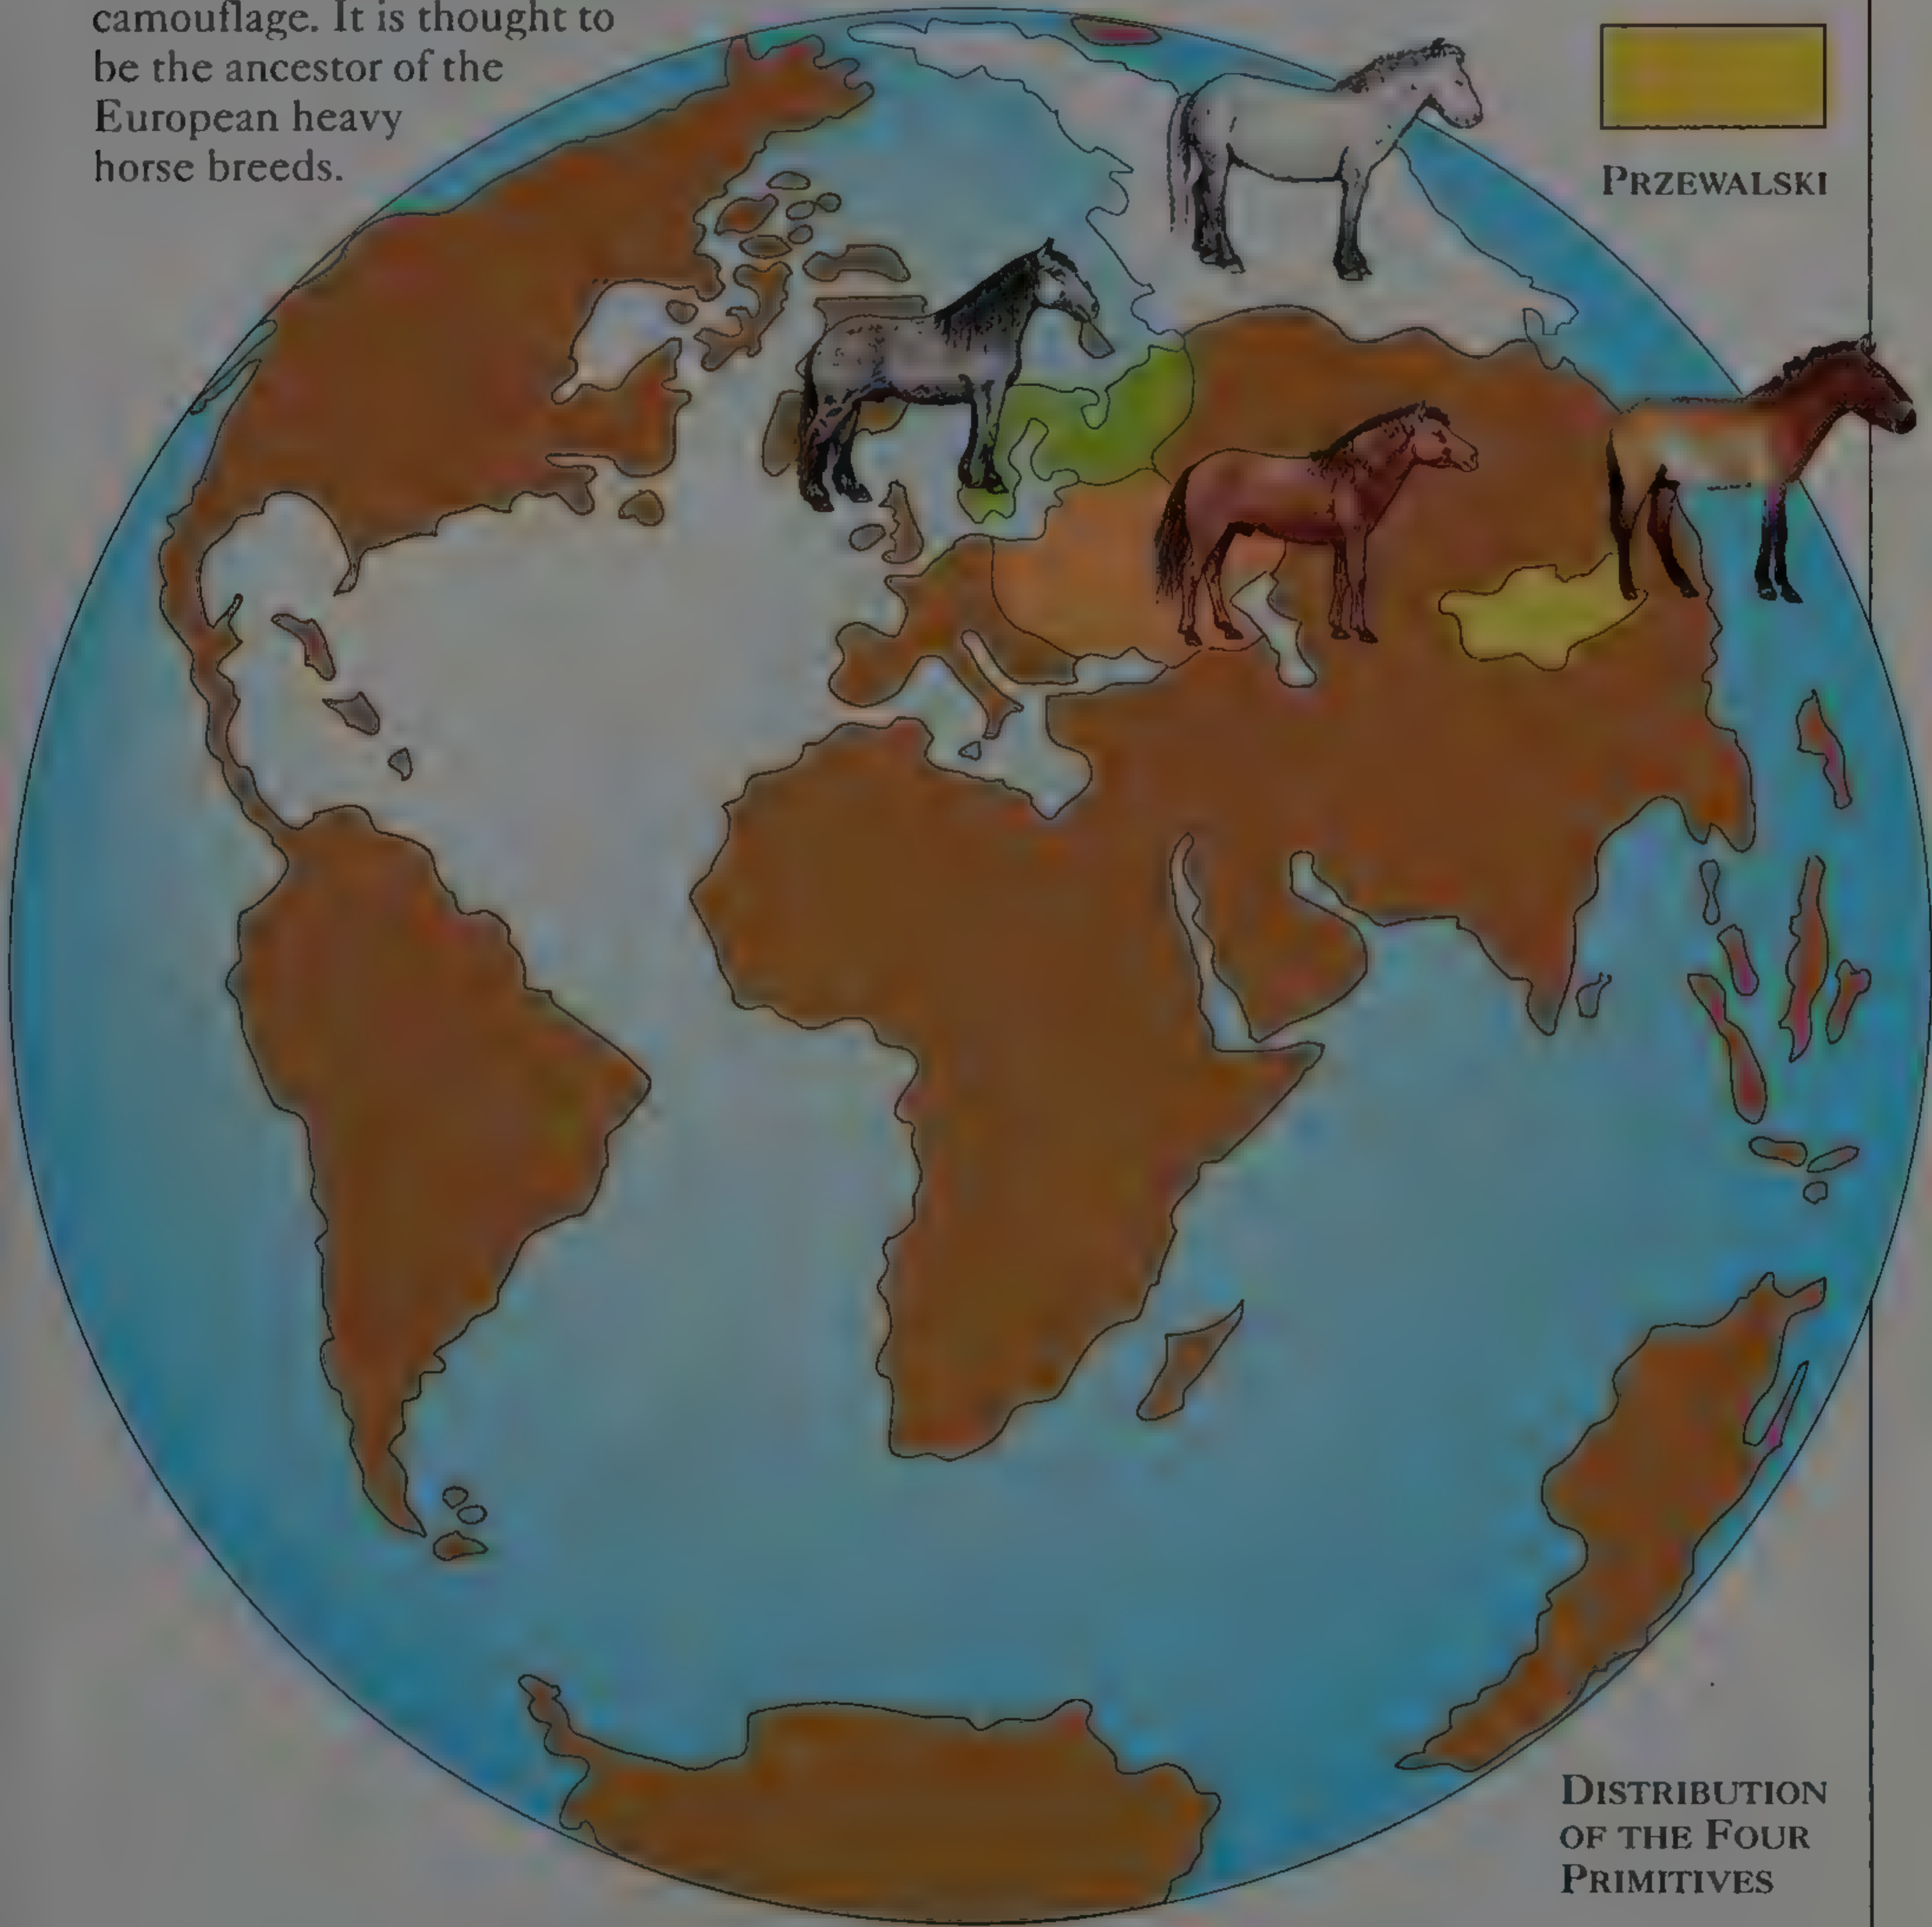 camouflage. It is thought to
be the ancestor of the
European heavy
horse breeds.
PRZEWALSKI
DISTRIBUTION
OF THE FOUR
PRIMITIVES